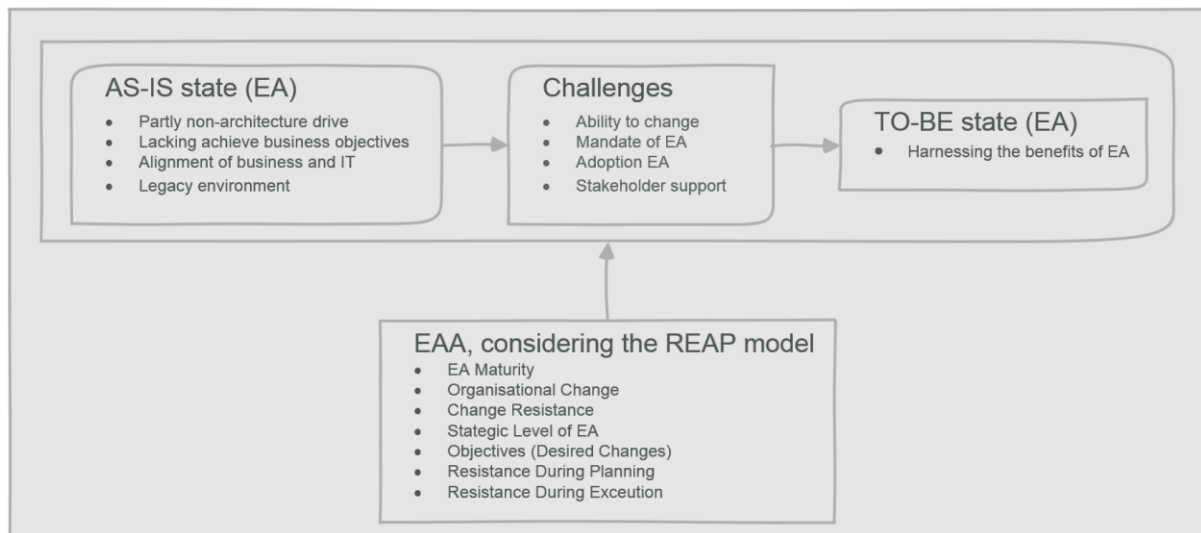 AS-IS state (EA)
• Partly non-architecture drive
• Lacking achieve business objectives
• Alignment of business and IT
• Legacy environment
Challenges
• Ability to change
• Mandate of EA
• Adoption EA
• Stakeholder support
TO-BE state (EA)
• Harnessing the benefits of EA
EAA, considering the REAP model
• EA Maturity
• Organisational Change
• Change Resistance
• Stategic Level of EA
• Objectives (Desired Changes)
• Resistance During Planning
• Resistance During Exceution